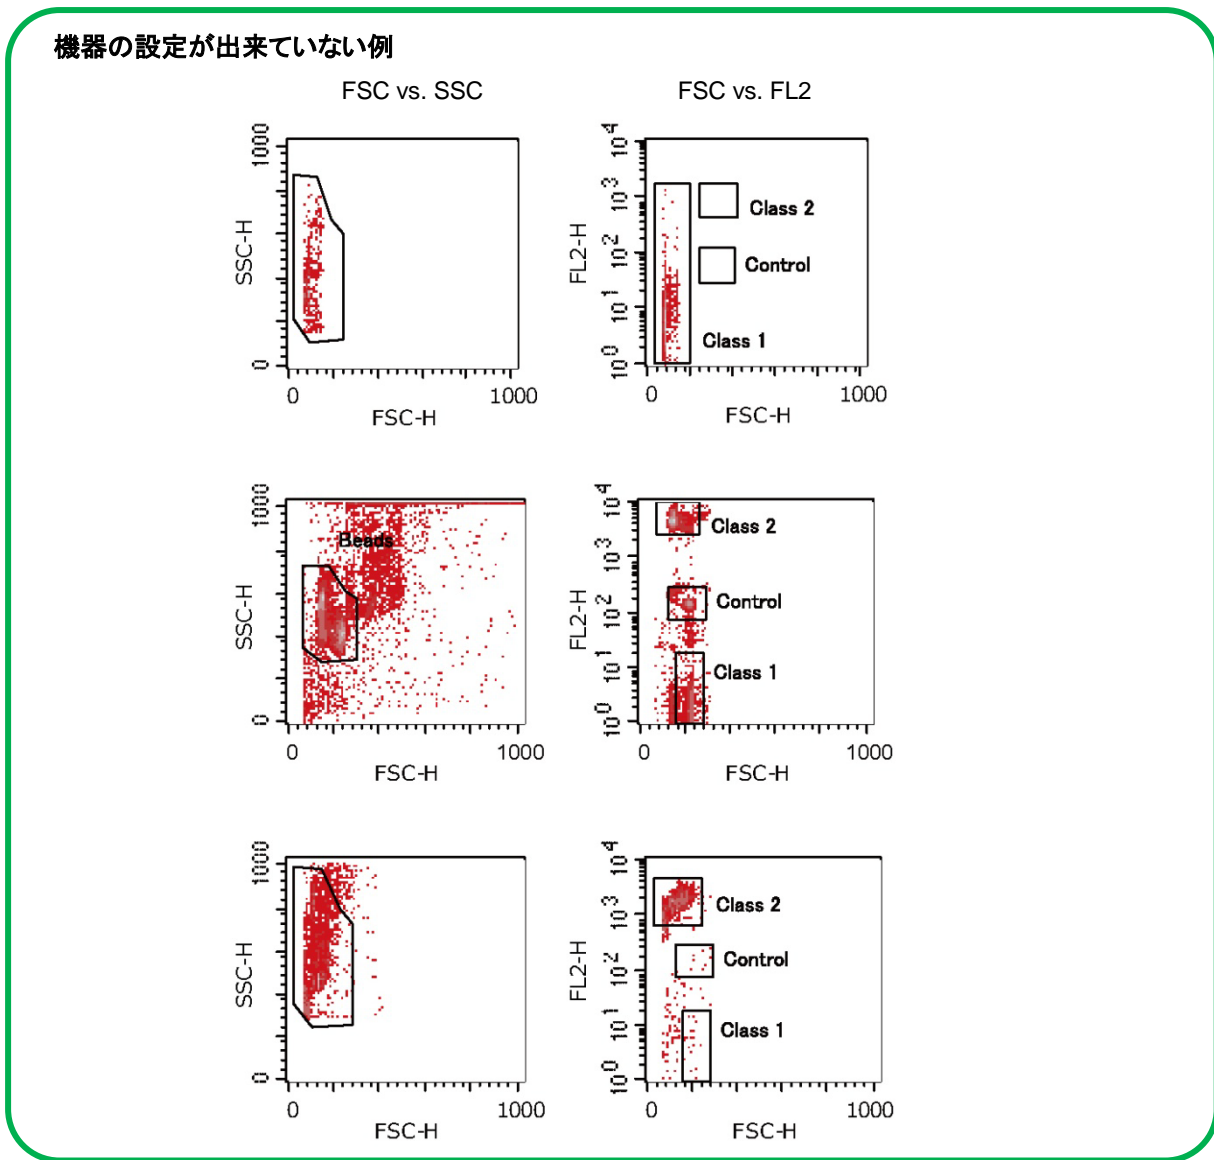 機器の設定が出来ていない例
FSC vs. SSC
FSC vs. FL2
1000
SSC-H
0
0
1000
FSC-H
10^4
10^3
10^2
10^1
10^0
FL2-H
Class 2
Control
Class 1
0
1000
FSC-H
1000
SSC-H
0
Beads
0
1000
FSC-H
10^4
10^3
10^2
10^1
10^0
FL2-H
Class 2
Control
Class 1
0
1000
FSC-H
1000
SSC-H
0
0
1000
FSC-H
10^4
10^3
10^2
10^1
10^0
FL2-H
Class 2
Control
Class 1
0
1000
FSC-H